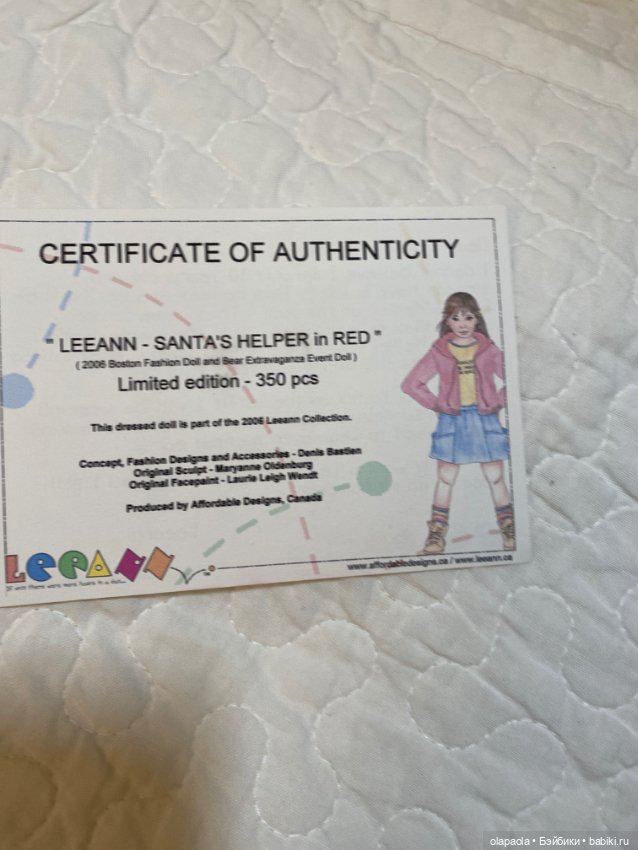 CERTIFICATE OF AUTHENTICITY
" LEEANN - SANTA'S HELPER in RED "
( 2006 Boston Fashion Doll and Bear Extravaganza Event Doll )
Limited edition - 350 pcs
This dressed doll is part of the 2006 Leeann Collection.
Concept, Fashion Designs and Accessories - Denis Bastien
Original Sculpt - Maryanne Oldenburg
Original Facepaint - Laurie Leigh Wendt
Produced by Affordable Designs, Canada
LEEANN
www.affordabledesigns.ca / www.leeann.ca
olapaola • Бэйбики • babiki.ru